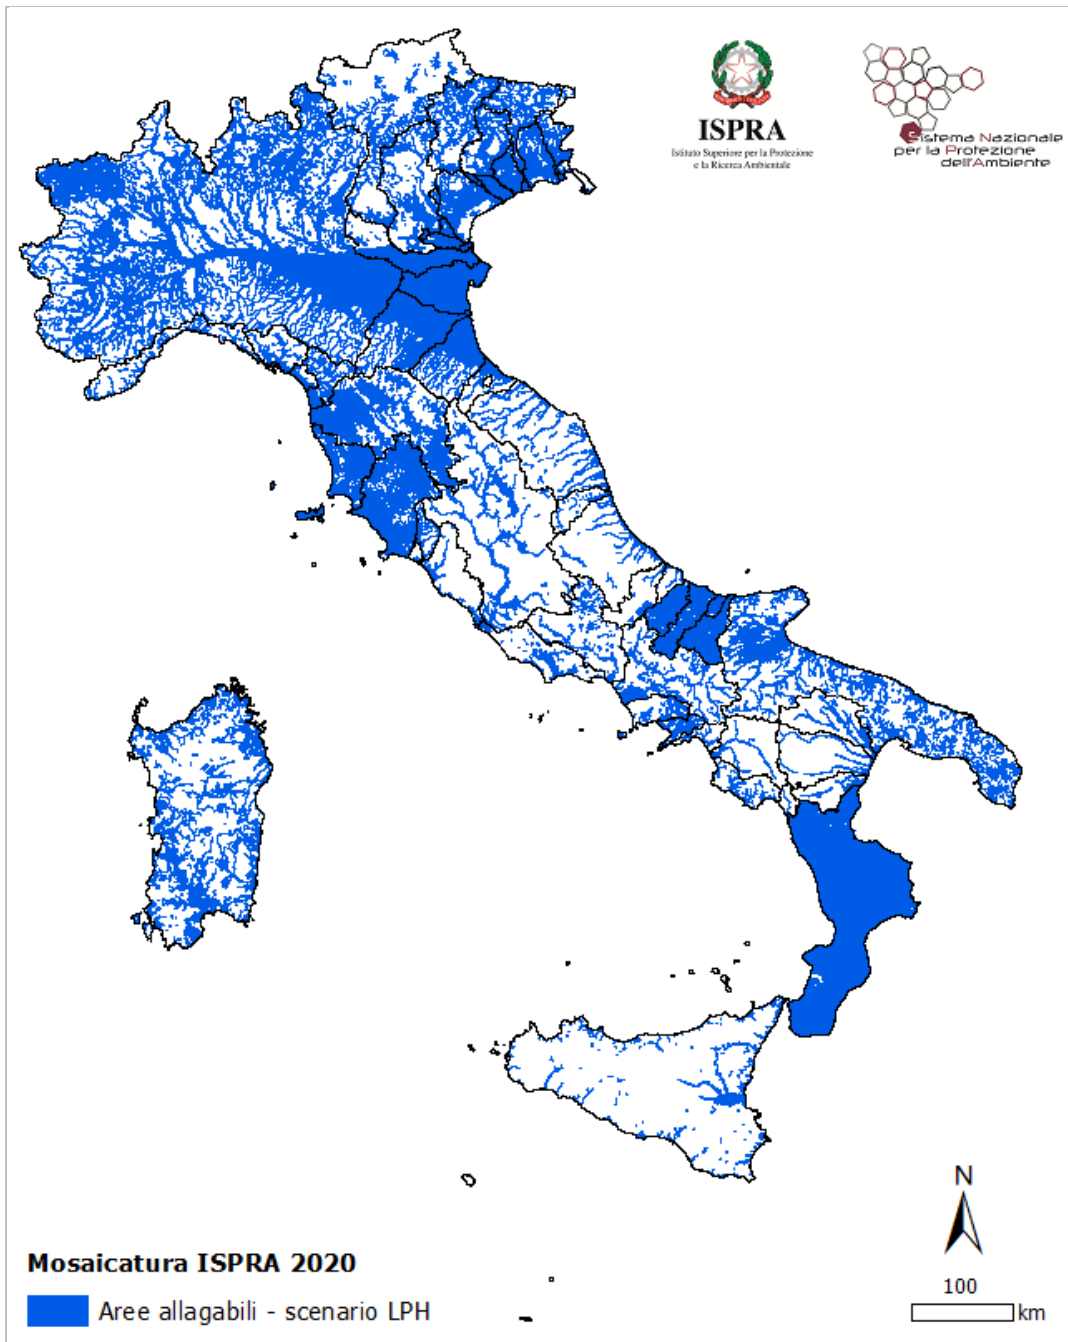 ISPRA
Istituto Superiore per la Protezione
e la Ricerca Ambientale
Sistema Nazionale
per la Protezione
dell'Ambiente
N
100
km
Mosaicatura ISPRA 2020
Aree allagabili - scenario LPH